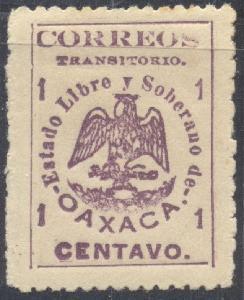 CORREOS
TRANSITORIO.
1 1
Estado Libre y Soberano de
OAXACA.
1 1
CENTAVO.